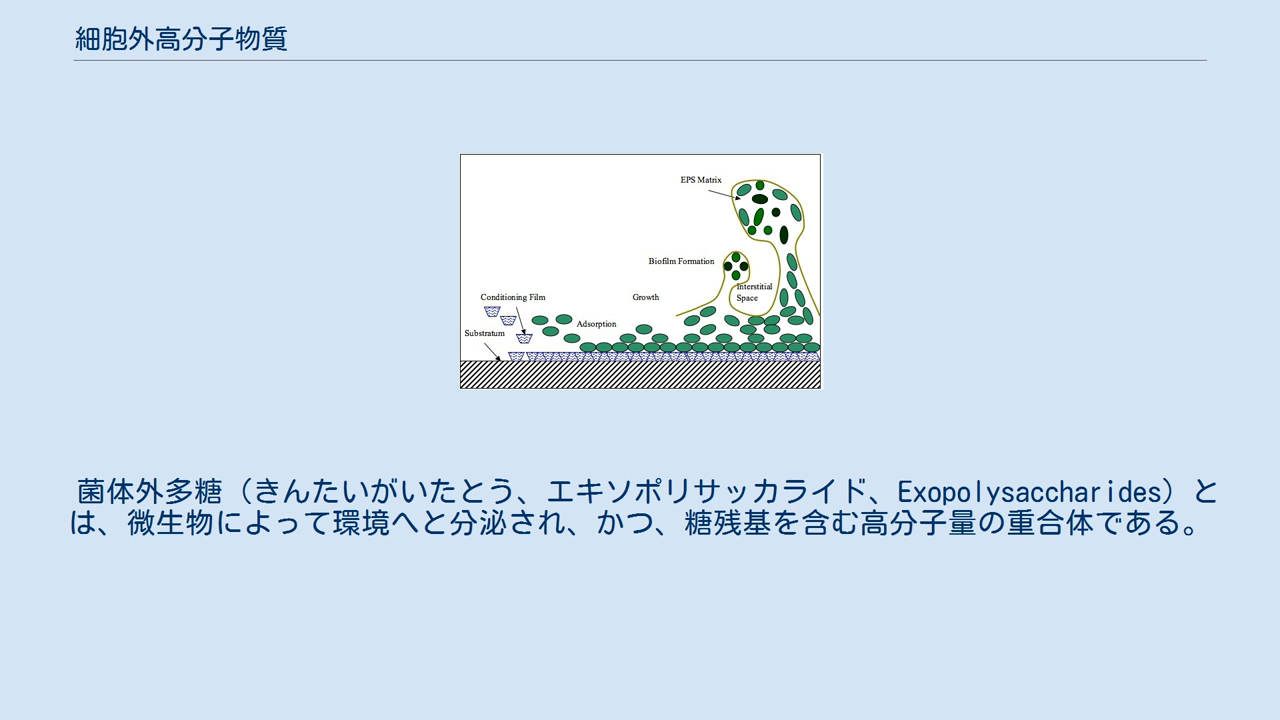 細胞外高分子物質
EPS Matrix
Biofilm Formation
Interstitial
Space
Conditioning Film
Growth
Adsorption
Substratum
菌体外多糖（きんたいがいたとう、エキソポリサッカライド、Exopolysaccharides）と
は、微生物によって環境へと分泌され、かつ、糖残基を含む高分子量の重合体である。